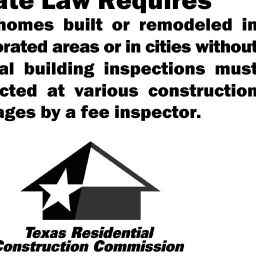 ate Law Requires
homes built or remodeled in
orated areas or in cities without
al building inspections must
cted at various construction
ages by a fee inspector.
Texas Residential
Construction Commission